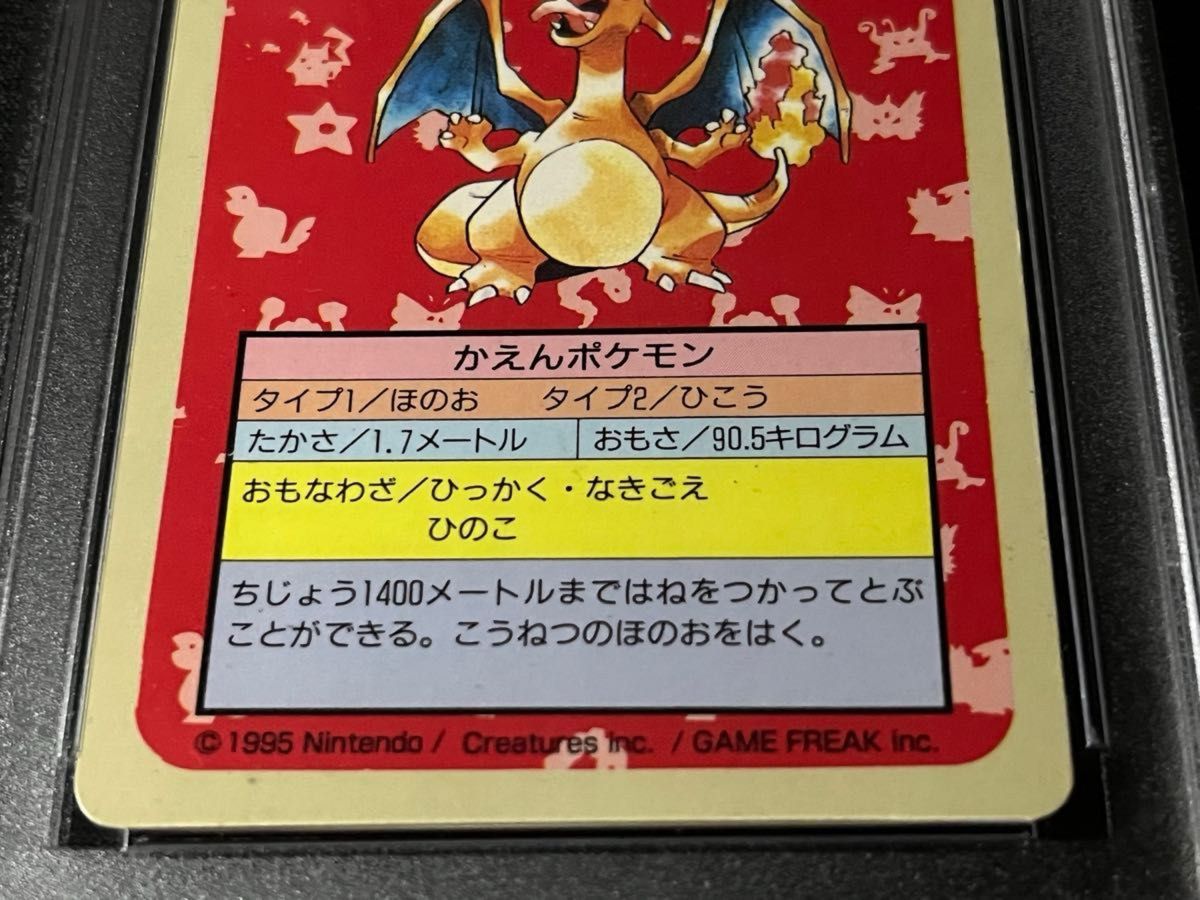 かえんポケモン
タイプ1／ほのお　　タイプ2／ひこう
たかさ／1.7メートル　おもさ／90.5キログラム
おもなわざ／ひっかく・なきごえ
ひのこ
ちじょう1400メートルまではねをつかってとぶ
ことができる。こうねつのほのおをはく。
© 1995 Nintendo / Creatures inc. / GAME FREAK inc.